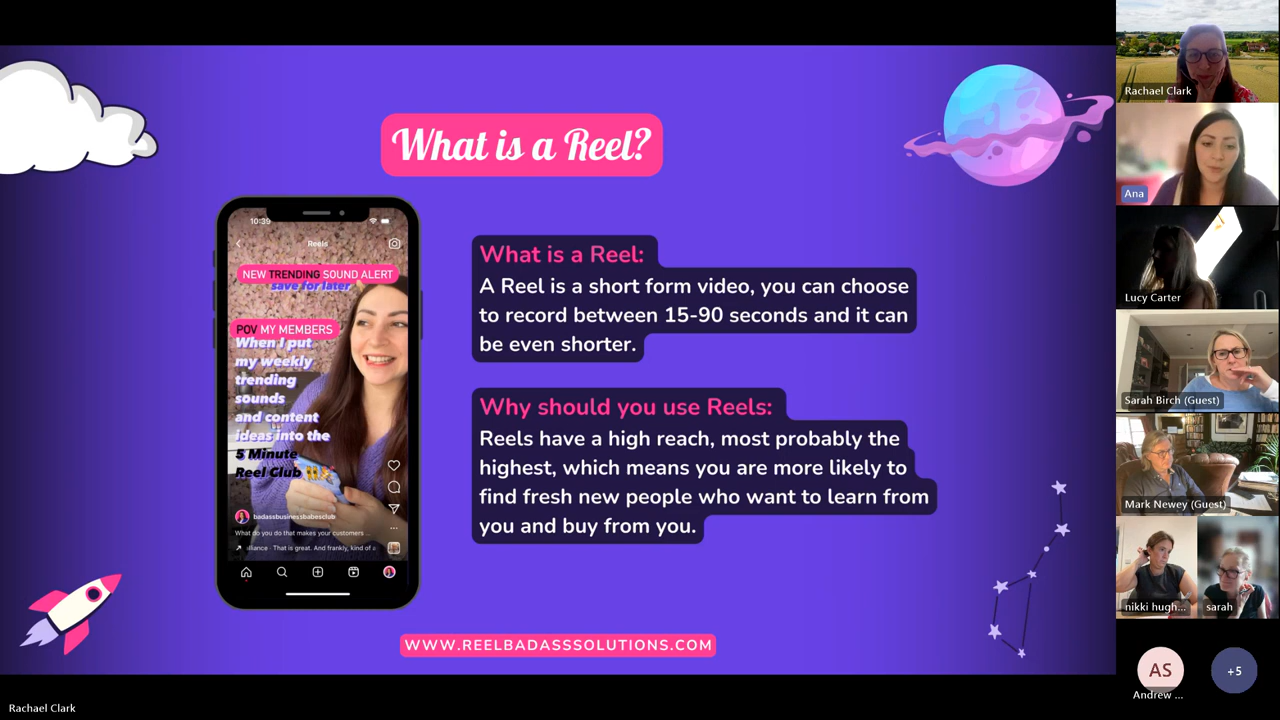 What is a Reel?
10:39
Reels
NEW TRENDING SOUND ALERT
save for later
POV MY MEMBERS
When I put
my weekly
trending
sounds
and content
ideas into the
5 Minute
Reel Club
badassbusinessbabesclub
What do you do that makes your customers ...
lliance · That is great. And frankly, kind of a
What is a Reel:
A Reel is a short form video, you can choose
to record between 15-90 seconds and it can
be even shorter.
Why should you use Reels:
Reels have a high reach, most probably the
highest, which means you are more likely to
find fresh new people who want to learn from
you and buy from you.
WWW.REELBADASSSOLUTIONS.COM
Rachael Clark
Rachael Clark
Ana
Lucy Carter
Sarah Birch (Guest)
Mark Newey (Guest)
nikki hugh...
sarah
AS
Andrew ...
+5